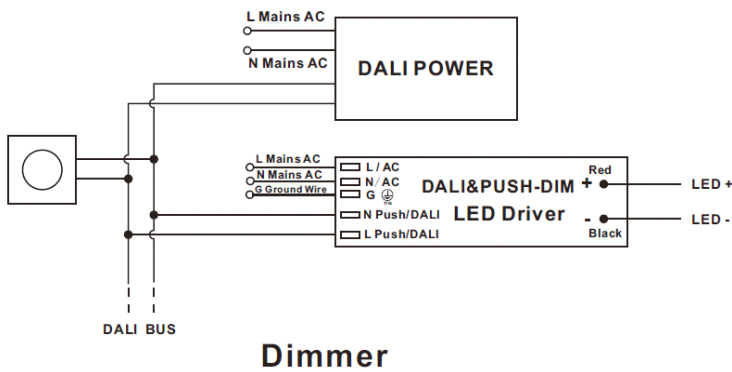 L Mains AC
N Mains AC
DALI POWER
L Mains AC
N Mains AC
G Ground Wire
L / AC
N/ AC
G
N Push/DALI
L Push/DALI
DALI&PUSH-DIM
LED Driver
Red
+
-
Black
LED +
LED -
DALI BUS
Dimmer